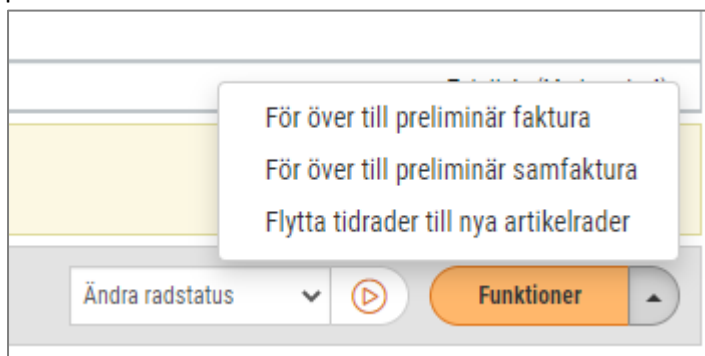 För över till preliminär faktura
För över till preliminär samfaktura
Flytta tidrader till nya artikelrader
Ändra radstatus
Funktioner